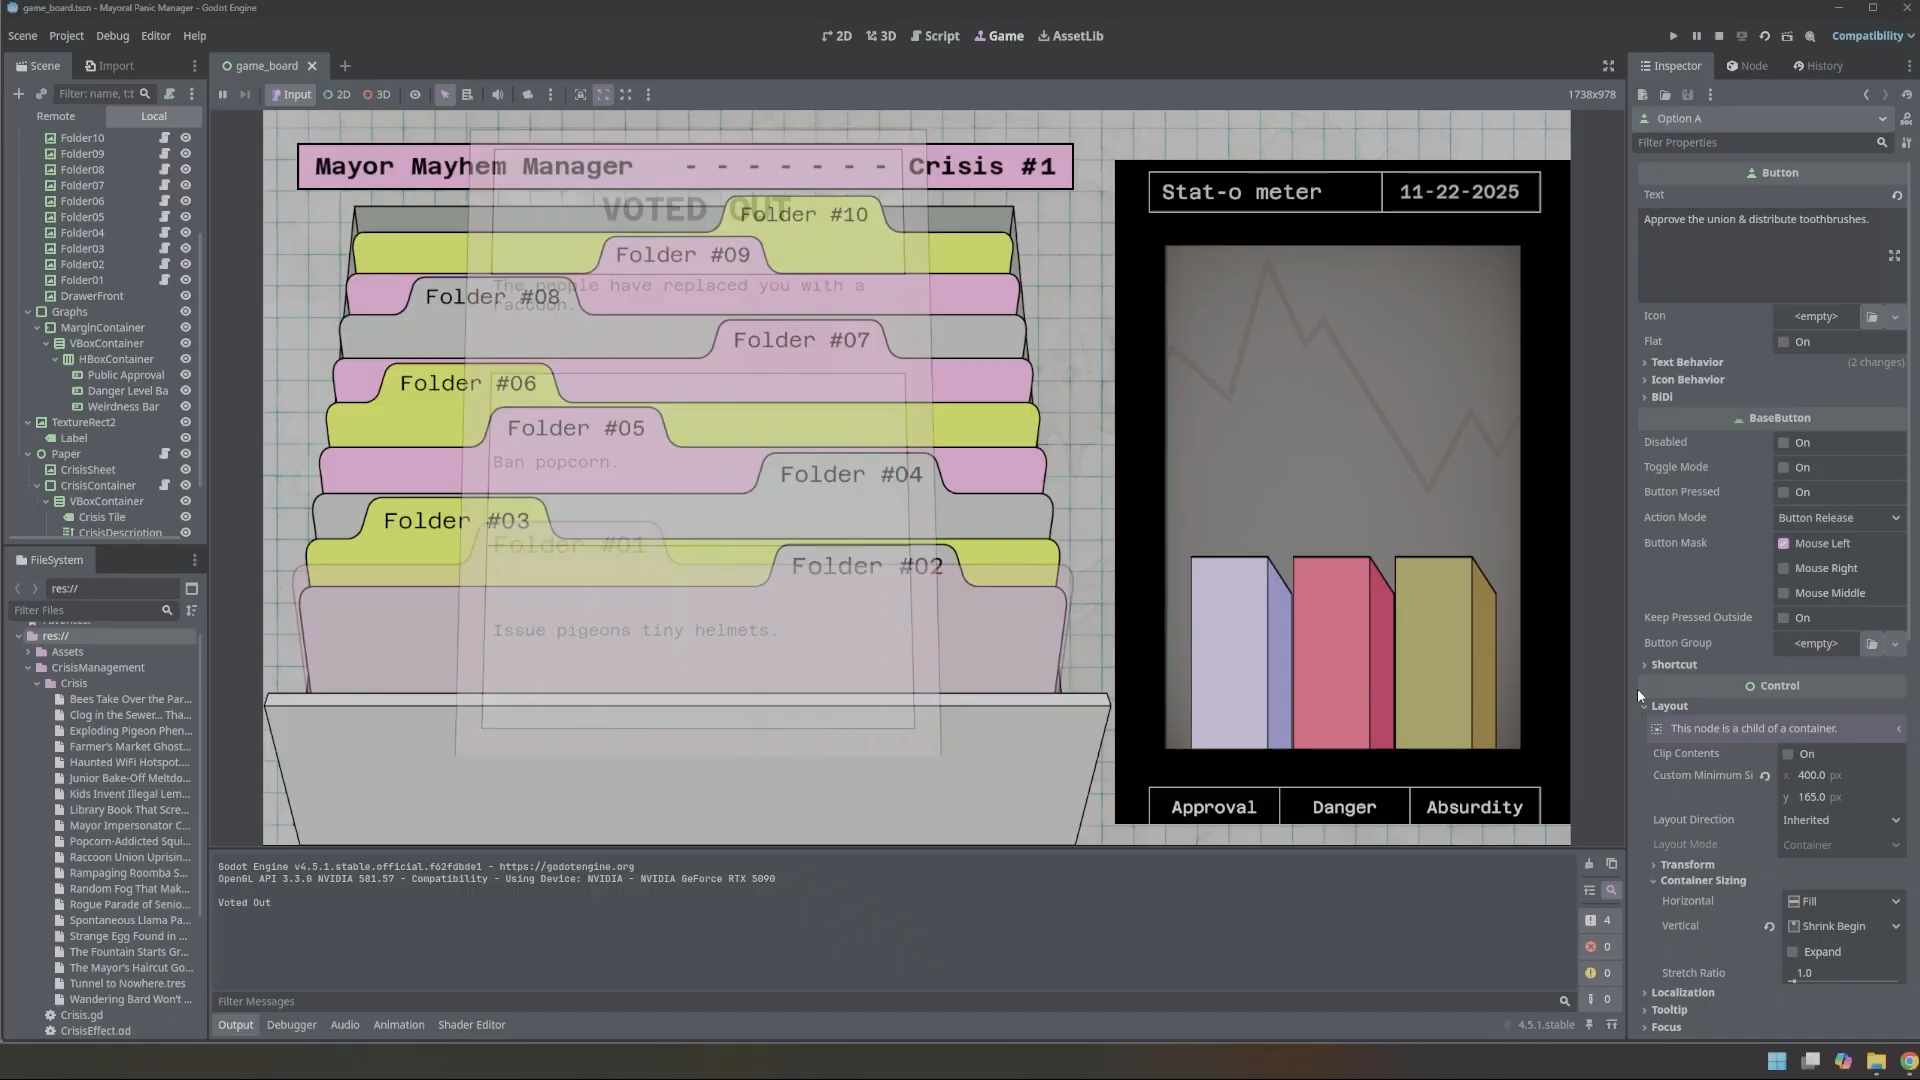 game_board.tscn - Mayoral Panic Manager - Godot Engine
Scene Project Debug Editor Help
2D 3D Script Game AssetLib
Compatibility
Scene Import
game_board
Inspector Node History
Filter: name, t:t
Input 2D 3D
1738x978
Remote Local
Folder10
Folder09
Folder08
Folder07
Folder06
Folder05
Folder04
Folder03
Folder02
Folder01
DrawerFront
Graphs
MarginContainer
VBoxContainer
HBoxContainer
Public Approval
Danger Level Ba
Weirdness Bar
TextureRect2
Label
Paper
CrisisSheet
CrisisContainer
VBoxContainer
Crisis Tile
CrisisDescription
FileSystem
res://
Filter Files
Favorites:
res://
Assets
CrisisManagement
Crisis
Bees Take Over the Par...
Clog in the Sewer... Tha...
Exploding Pigeon Phen...
Farmer's Market Ghost...
Haunted WiFi Hotspot....
Junior Bake-Off Meltdo...
Kids Invent Illegal Lem...
Library Book That Scre...
Mayor Impersonator C...
Popcorn-Addicted Squi...
Raccoon Union Uprisin...
Rampaging Roomba S...
Random Fog That Mak...
Rogue Parade of Senio...
Spontaneous Llama Pa...
Strange Egg Found in ...
The Fountain Starts Gr...
The Mayor's Haircut Go...
Tunnel to Nowhere.tres
Wandering Bard Won't ...
Crisis.gd
CrisisEffect.gd
Mayor Mayhem Manager - - - - - - - Crisis #1
VOTED OUT
Folder #10
Folder #09
The people have replaced you with a
raccoon.
Folder #08
Folder #07
Folder #06
Folder #05
Ban popcorn.
Folder #04
Folder #03
Folder #01
Folder #02
Issue pigeons tiny helmets.
Stat-o meter 11-22-2025
Approval Danger Absurdity
Godot Engine v4.5.1.stable.official.f62fdbde1 - https://godotengine.org
OpenGL API 3.3.0 NVIDIA 581.57 - Compatibility - Using Device: NVIDIA - NVIDIA GeForce RTX 5090
Voted Out
4
0
0
0
Filter Messages
Output Debugger Audio Animation Shader Editor
4.5.1.stable
Option A
Filter Properties
Button
Text
Approve the union & distribute toothbrushes.
Icon <empty>
Flat On
Text Behavior (2 changes)
Icon Behavior
BiDi
BaseButton
Disabled On
Toggle Mode On
Button Pressed On
Action Mode Button Release
Button Mask Mouse Left
Mouse Right
Mouse Middle
Keep Pressed Outside On
Button Group <empty>
Shortcut
Control
Layout
This node is a child of a container.
Clip Contents On
Custom Minimum Si x 400.0 px
y 165.0 px
Layout Direction Inherited
Layout Mode Container
Transform
Container Sizing
Horizontal Fill
Vertical Shrink Begin
Expand
Stretch Ratio 1.0
Localization
Tooltip
Focus